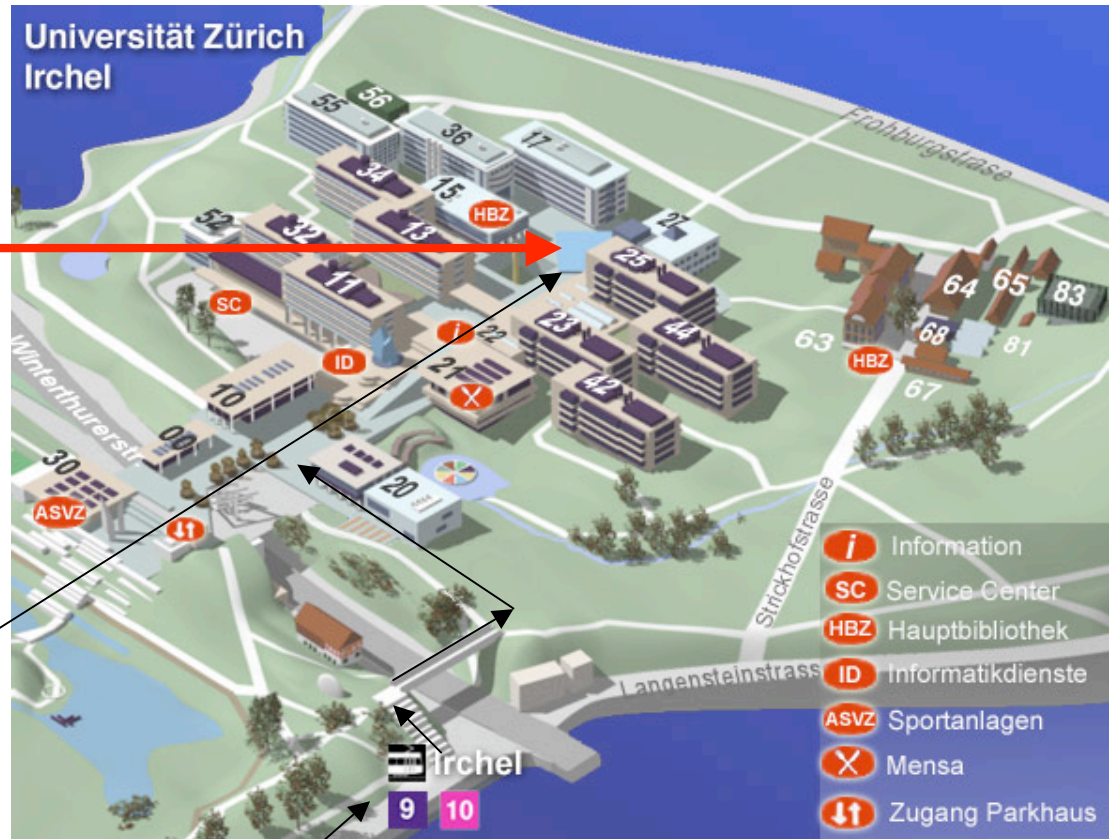 Universität Zürich
Irchel
55
56
36
17
34
15
HBZ
27
52
32
13
25
11
SC
i
22
23
44
64
65
83
63
68
81
HBZ
67
ID
21
42
10
Winterthurerstr.
00
30
20
ASVZ
Frohburgstrase
Strickhofstrasse
Langensteinstrasse
Irchel
9 10
i Information
SC Service Center
HBZ Hauptbibliothek
ID Informatikdienste
ASVZ Sportanlagen
Mensa
Zugang Parkhaus